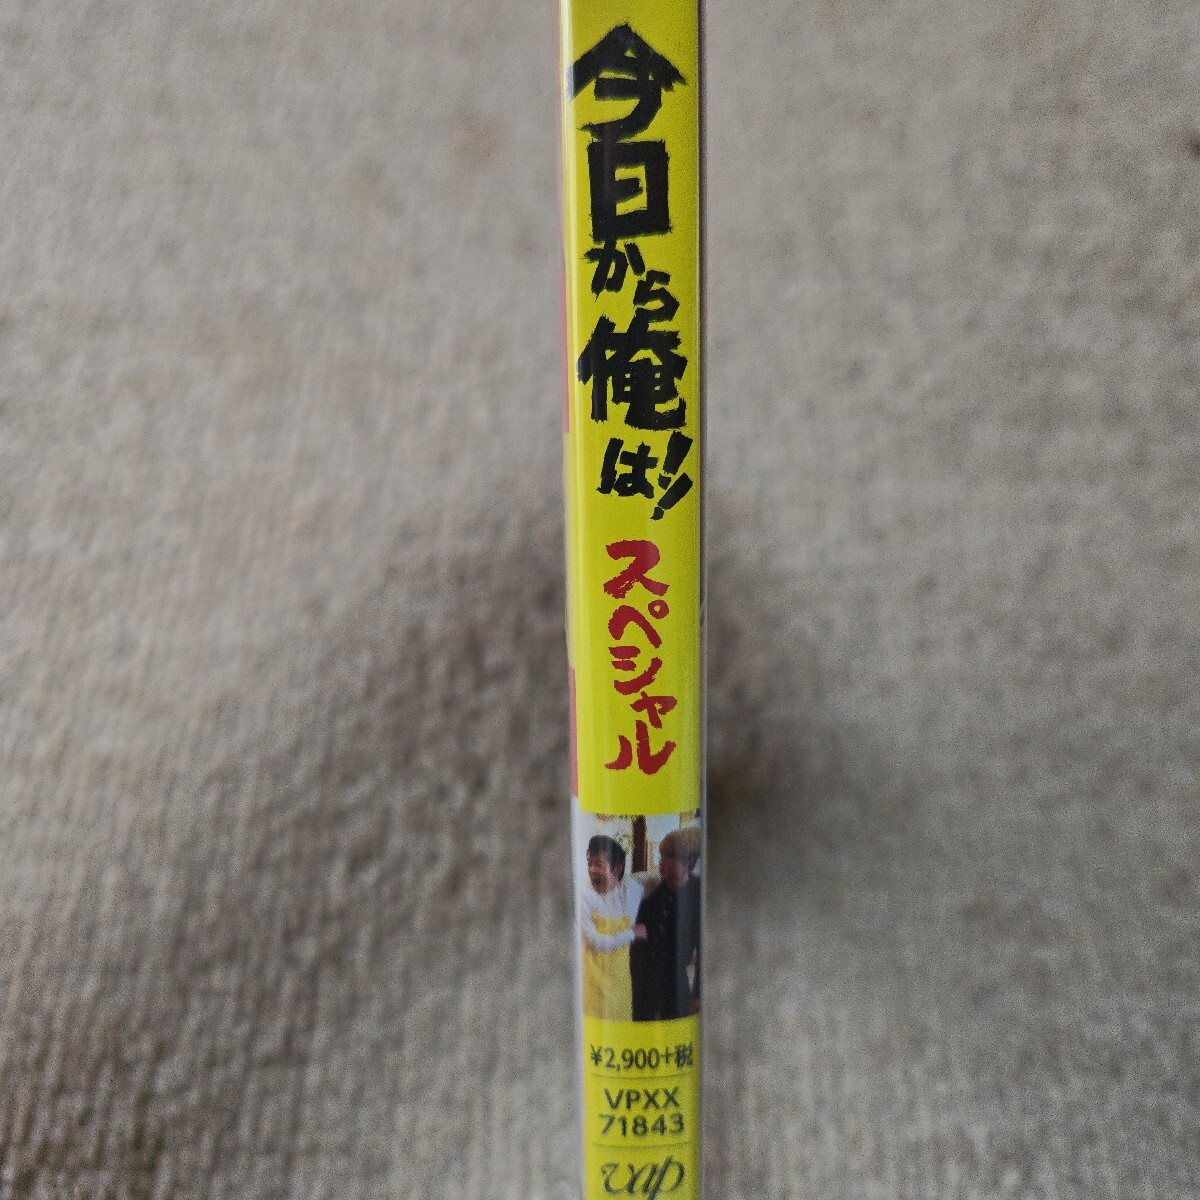 今日から俺は!!
スペシャル
¥2,900+税
VPXX
71843
vap